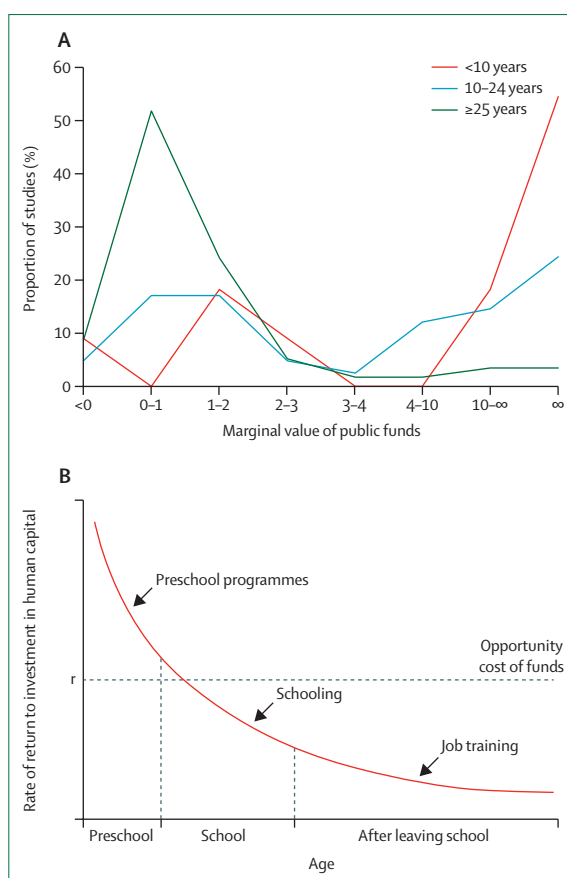 A
<10 years
10–24 years
≥25 years
Proportion of studies (%)
60
50
40
30
20
10
0
<0
0–1
1–2
2–3
3–4
4–10
10–∞
∞
Marginal value of public funds
B
Rate of return to investment in human capital
Preschool programmes
Opportunity
cost of funds
r
Schooling
Job training
Preschool
School
After leaving school
Age